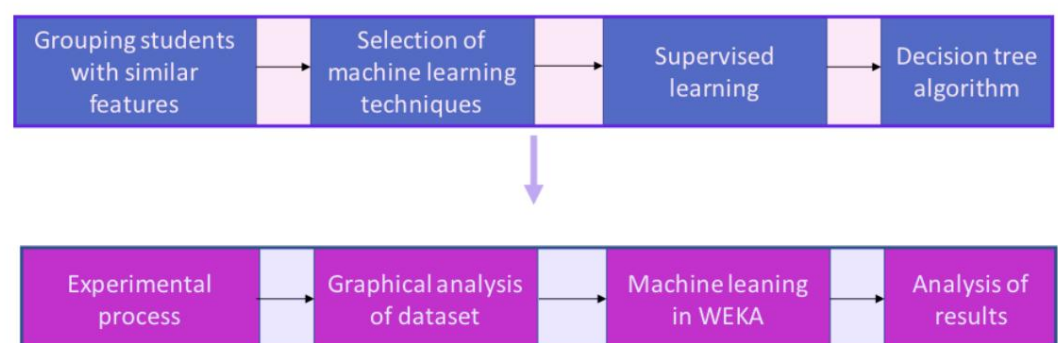 Grouping students
with similar
features
Selection of
machine learning
techniques
Supervised
learning
Decision tree
algorithm
Experimental
process
Graphical analysis
of dataset
Machine leaning
in WEKA
Analysis of
results